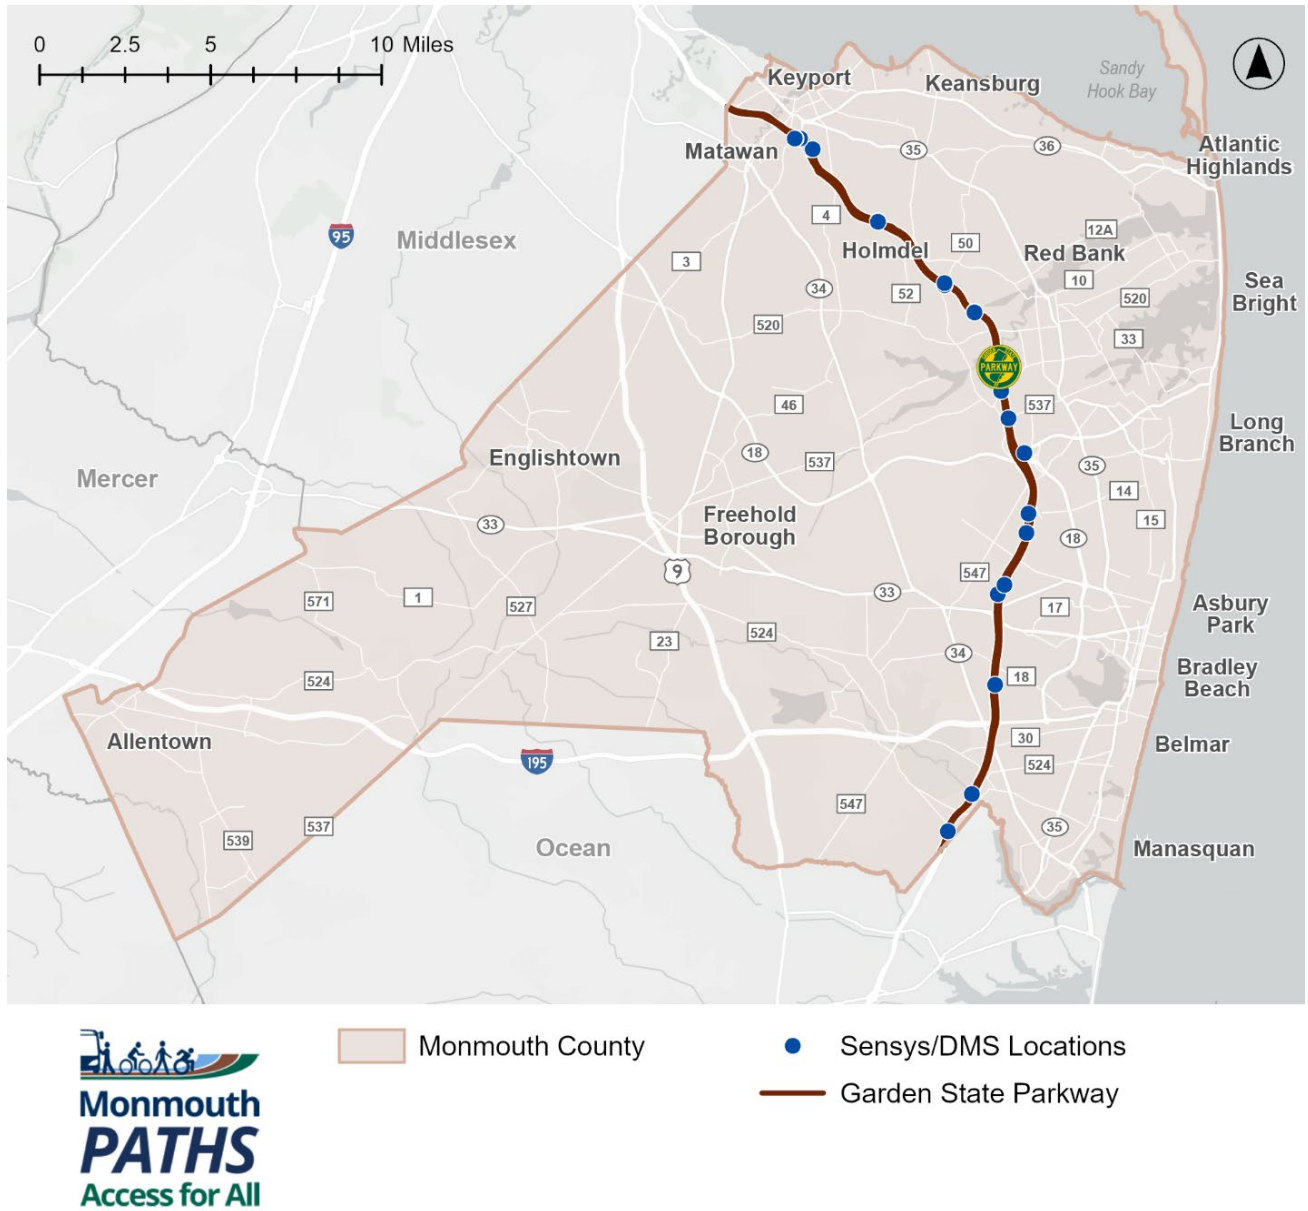 0 2.5 5 10 Miles
Keyport
Keansburg
Sandy
Hook Bay
Matawan
35
36
Atlantic
Highlands
95
Middlesex
4
12A
3
Holmdel
50
Red Bank
34
52
10
Sea
Bright
520
520
33
PARKWAY
46
537
Long
Branch
Englishtown
18
537
35
Mercer
14
33
Freehold
Borough
15
18
9
547
571
1
527
33
17
Asbury
Park
23
524
34
524
18
Bradley
Beach
Allentown
30
Belmar
195
524
547
537
35
539
Ocean
Manasquan
Monmouth
PATHS
Access for All
Monmouth County
Sensys/DMS Locations
Garden State Parkway